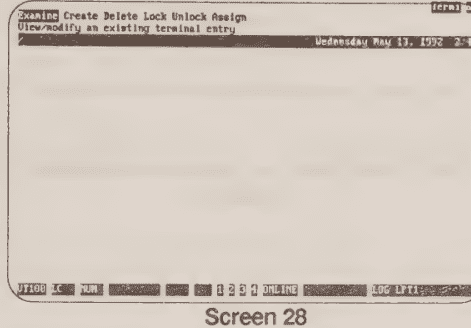 Examine Create Delete Lock Unlock Assign
View/modify an existing terminal entry
/ Wednesday May 13, 1992
VT100 LC NUM 1 2 3 4 ONLINE LOG LPT1
Screen 28